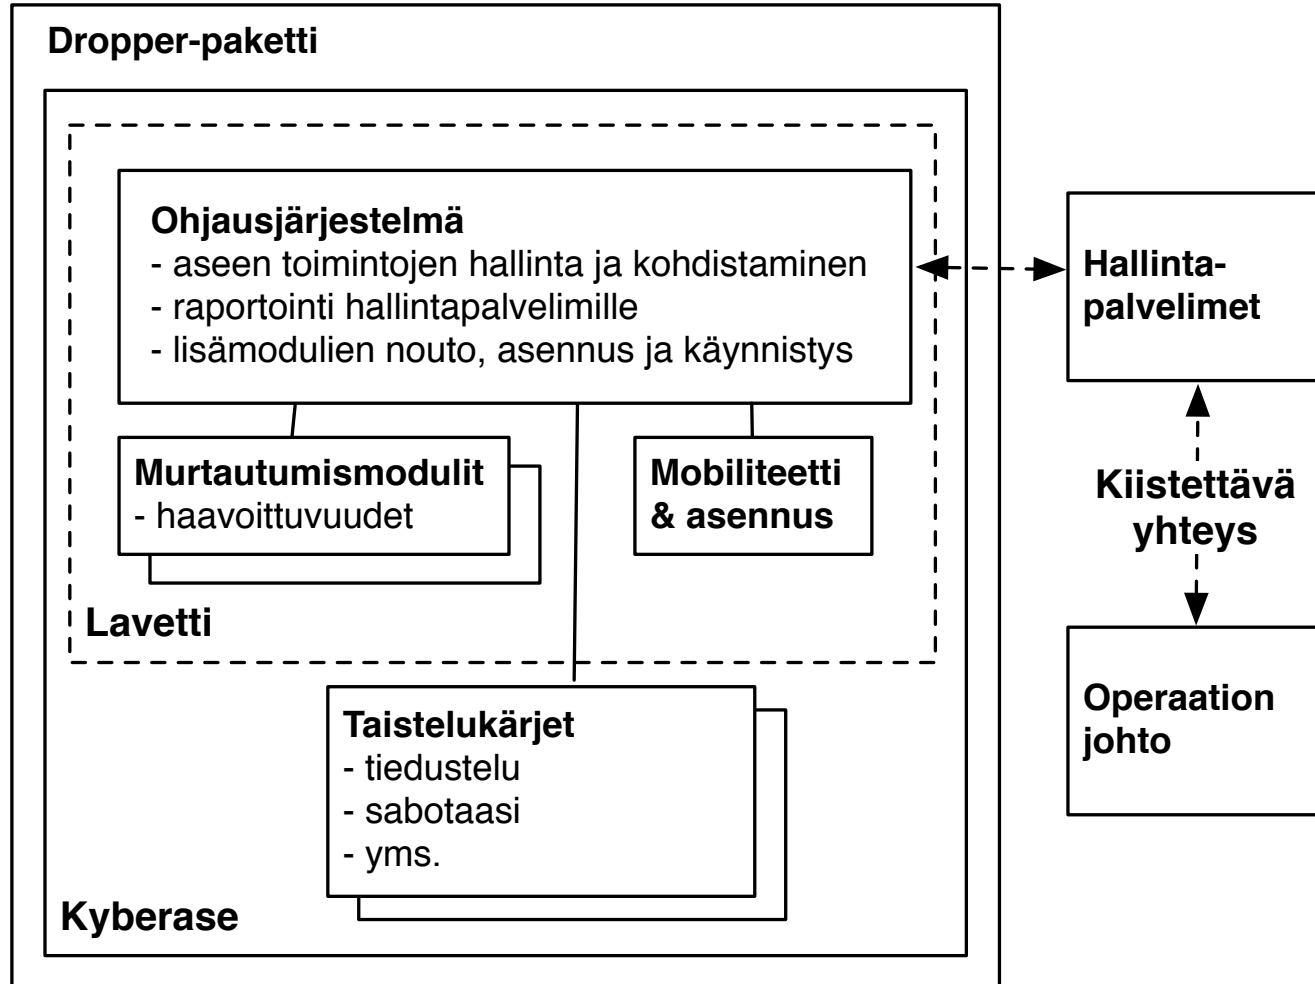 Dropper-paketti
Ohjausjärjestelmä
- aseen toimintojen hallinta ja kohdistaminen
- raportointi hallintapalvelimille
- lisämodulien nouto, asennus ja käynnistys
Murtautumismodulit
- haavoittuvuudet
Mobiliteetti
& asennus
Lavetti
Taistelukärjet
- tiedustelu
- sabotaasi
- yms.
Kyberase
Hallinta-
palvelimet
Kiistettävä
yhteys
Operaation
johto